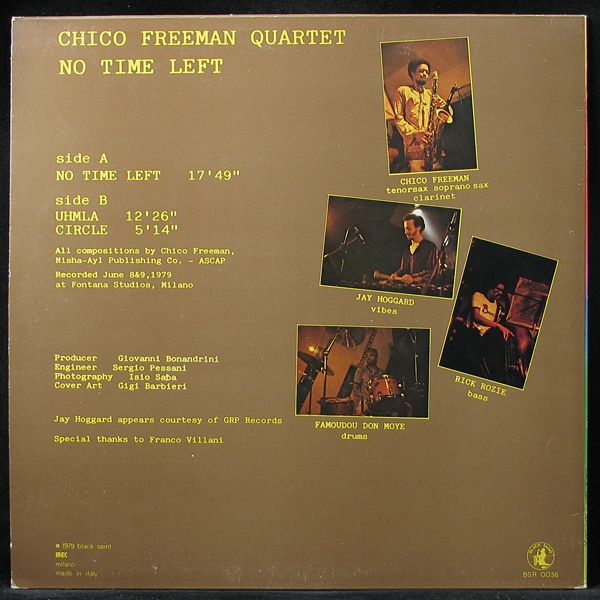 CHICO FREEMAN QUARTET
NO TIME LEFT
side A
NO TIME LEFT 17'49"
side B
UHMLA 12'26"
CIRCLE 5'14"
All compositions by Chico Freeman,
Nisha-Ayl Publishing Co. - ASCAP
Recorded June 8&9,1979
at Fontana Studios, Milano
Producer Giovanni Bonandrini
Engineer Sergio Pessani
Photography Isio Saba
Cover Art Gigi Barbieri
Jay Hoggard appears courtesy of GRP Records
Special thanks to Franco Villani
CHICO FREEMAN
tenorsax soprano sax
clarinet
JAY HOGGARD
vibes
RICK ROZIE
bass
FAMOUDOU DON MOYE
drums
1979 black saint
IREC
milano
made in italy
BLACK SAINT
BSR 0036